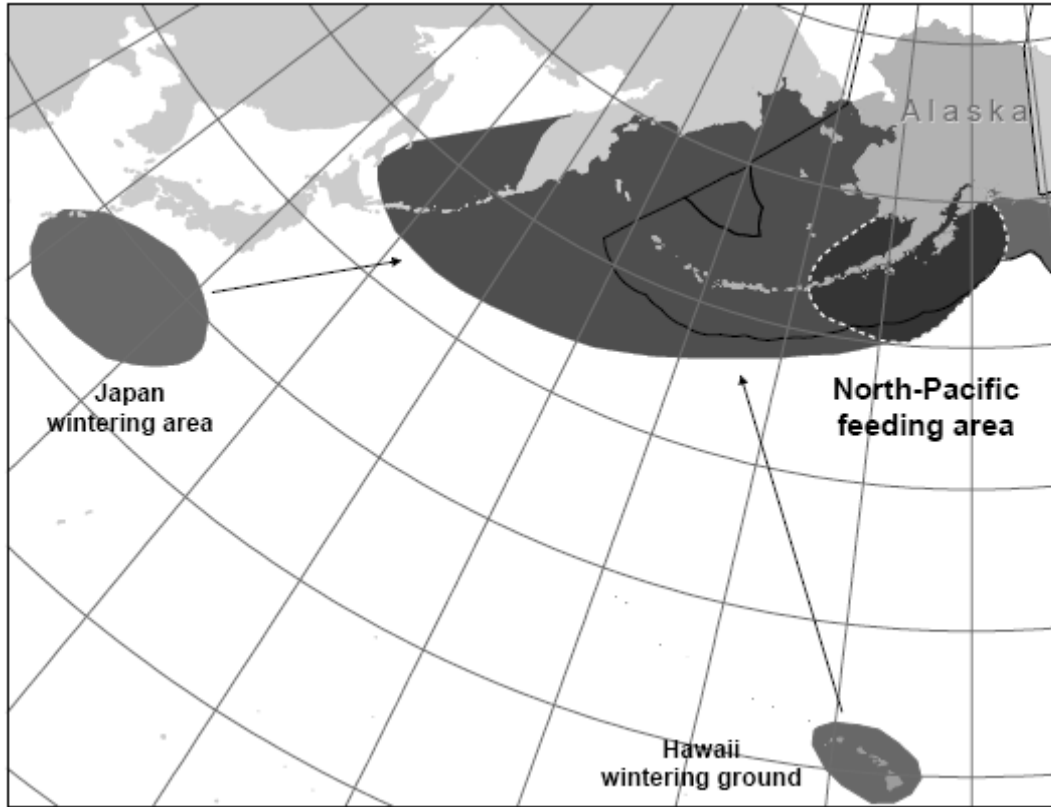 Alaska
North-Pacific
feeding area
Japan
wintering area
Hawaii
wintering ground